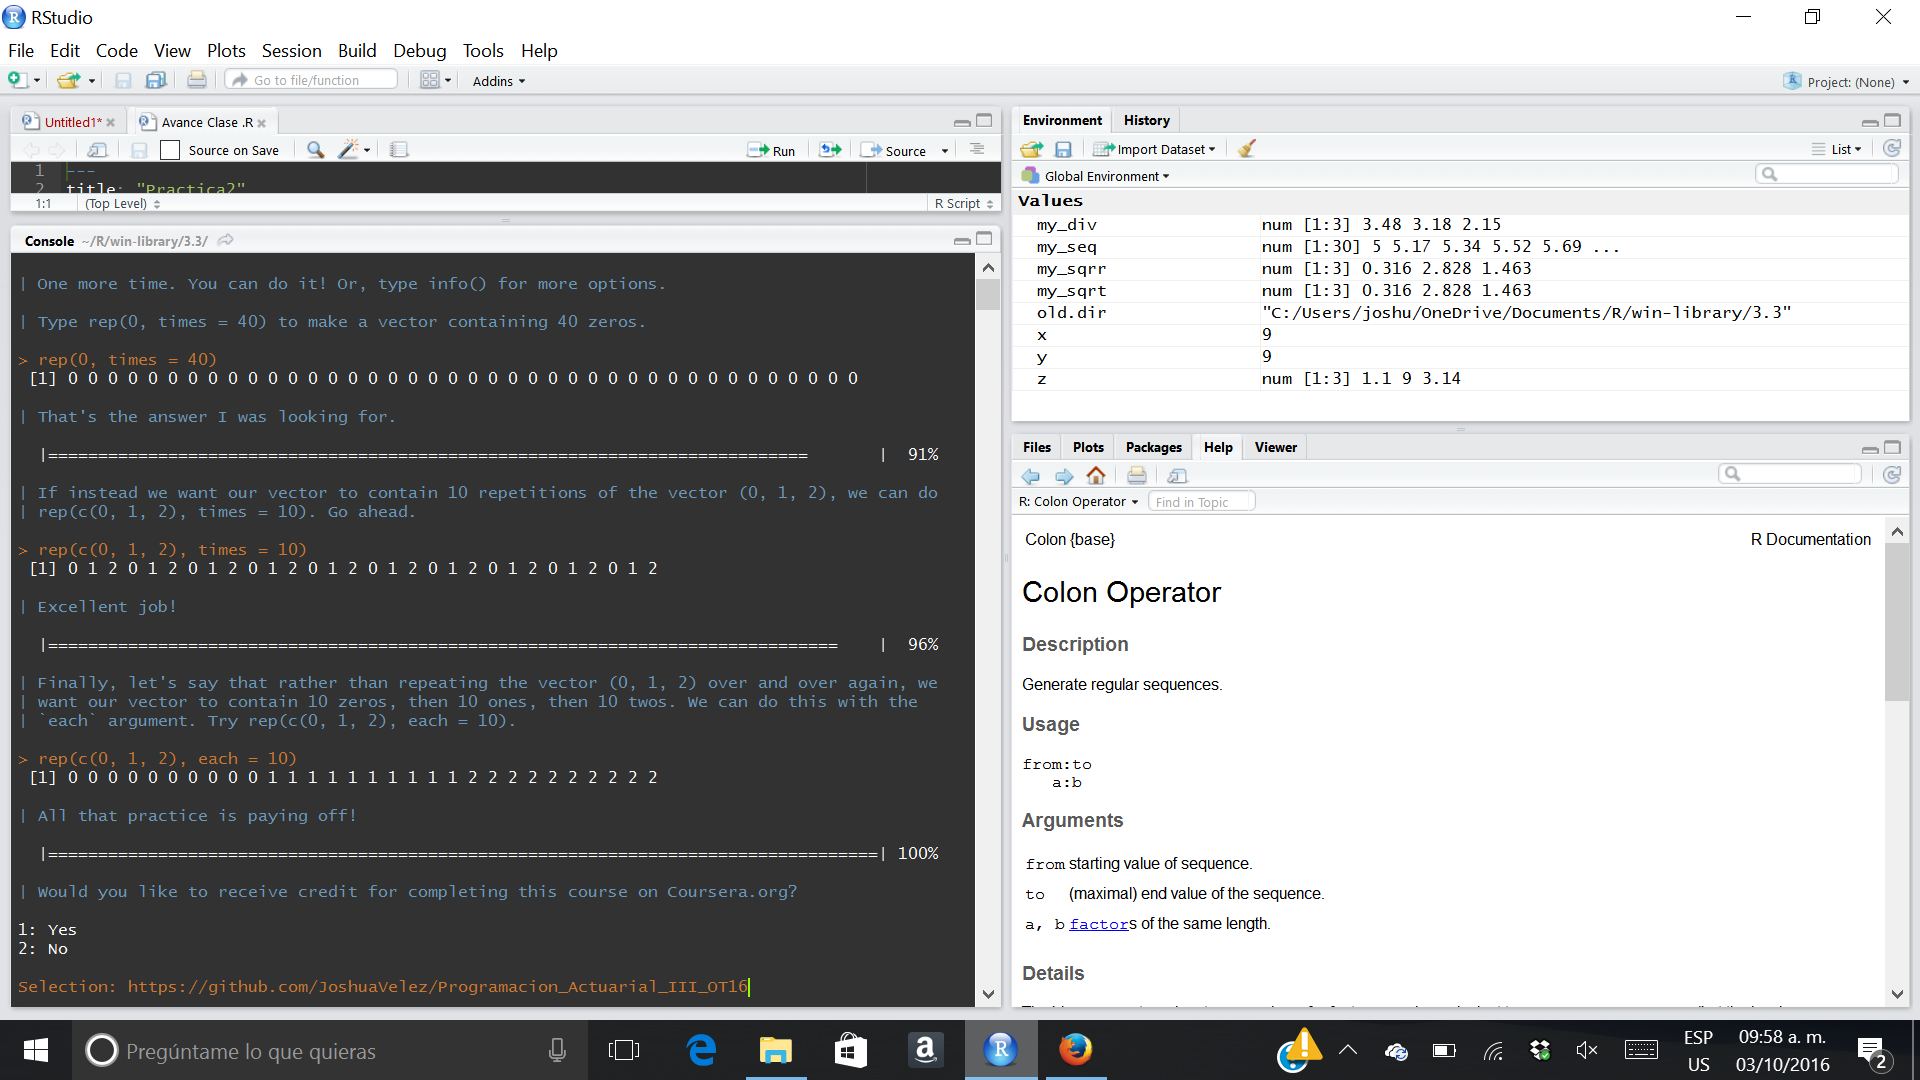 RStudio
File Edit Code View Plots Session Build Debug Tools Help
Go to file/function Addins Project: (None)
Untitled1* Avance Clase .R
Source on Save Run Source
1 ---
2 title: "Practica2"
1:1 (Top Level) R Script
Console ~/R/win-library/3.3/
| One more time. You can do it! Or, type info() for more options.
| Type rep(0, times = 40) to make a vector containing 40 zeros.
> rep(0, times = 40)
[1] 0 0 0 0 0 0 0 0 0 0 0 0 0 0 0 0 0 0 0 0 0 0 0 0 0 0 0 0 0 0 0 0 0 0 0 0 0 0 0 0
| That's the answer I was looking for.
|============================================================================ | 91%
| If instead we want our vector to contain 10 repetitions of the vector (0, 1, 2), we can do
| rep(c(0, 1, 2), times = 10). Go ahead.
> rep(c(0, 1, 2), times = 10)
[1] 0 1 2 0 1 2 0 1 2 0 1 2 0 1 2 0 1 2 0 1 2 0 1 2 0 1 2 0 1 2
| Excellent job!
|=============================================================================== | 96%
| Finally, let's say that rather than repeating the vector (0, 1, 2) over and over again, we
| want our vector to contain 10 zeros, then 10 ones, then 10 twos. We can do this with the
| `each` argument. Try rep(c(0, 1, 2), each = 10).
> rep(c(0, 1, 2), each = 10)
[1] 0 0 0 0 0 0 0 0 0 0 1 1 1 1 1 1 1 1 1 1 2 2 2 2 2 2 2 2 2 2
| All that practice is paying off!
|===================================================================================| 100%
| Would you like to receive credit for completing this course on Coursera.org?
1: Yes
2: No
Selection: https://github.com/JoshuaVelez/Programacion_Actuarial_III_OT16
Environment History
Import Dataset List
Global Environment
Values
my_div num [1:3] 3.48 3.18 2.15
my_seq num [1:30] 5 5.17 5.34 5.52 5.69 ...
my_sqrr num [1:3] 0.316 2.828 1.463
my_sqrt num [1:3] 0.316 2.828 1.463
old.dir "C:/Users/joshu/OneDrive/Documents/R/win-library/3.3"
x 9
y 9
z num [1:3] 1.1 9 3.14
Files Plots Packages Help Viewer
R: Colon Operator Find in Topic
Colon {base} R Documentation
Colon Operator
Description
Generate regular sequences.
Usage
from:to
a:b
Arguments
from starting value of sequence.
to (maximal) end value of the sequence.
a, b factors of the same length.
Details
Pregúntame lo que quieras
ESP
US
09:58 a. m.
03/10/2016
2